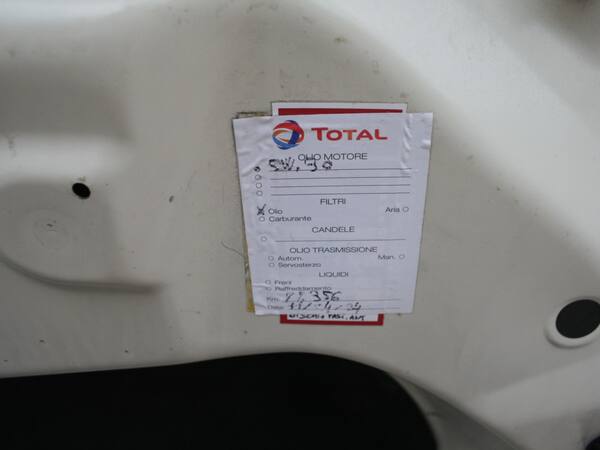 TOTAL
OLIO MOTORE
5W.30
FILTRI
Olio Aria
Carburante
CANDELE
OLIO TRASMISSIONE
Autom. Man.
Servosterzo
LIQUIDI
Freni
Raffreddamento
Km. 356
Data